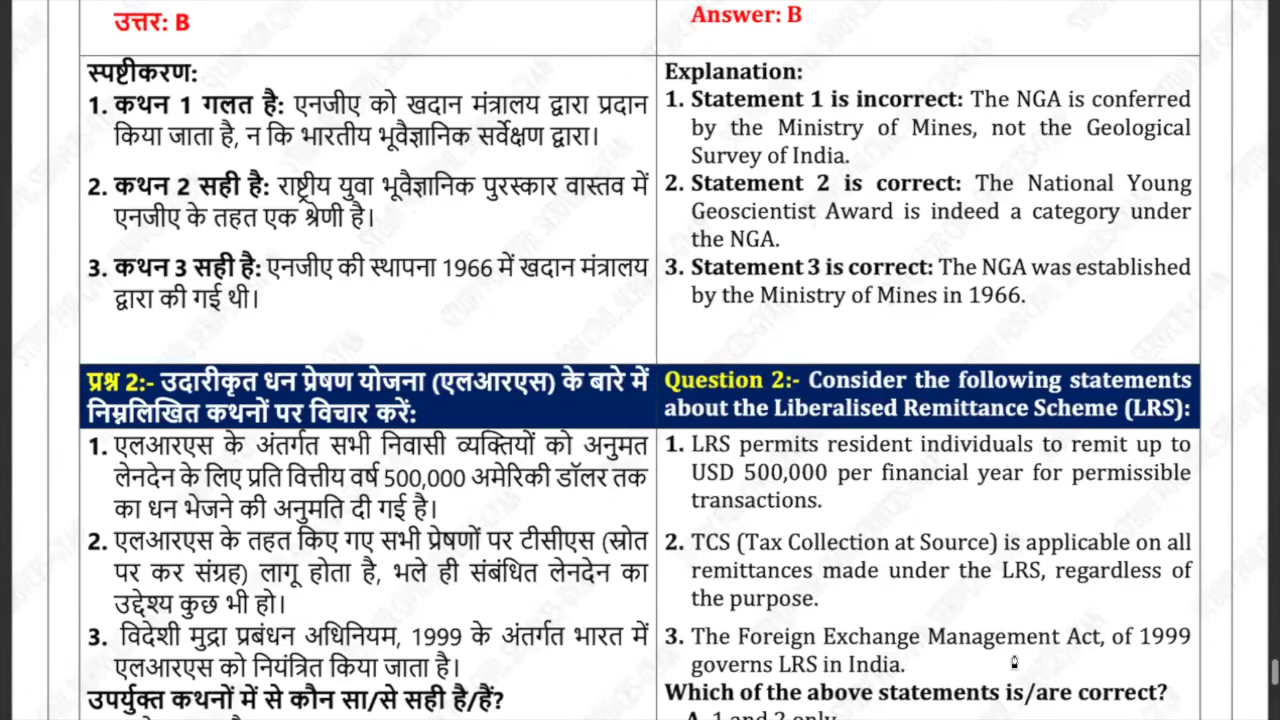 उत्तर: B
स्पष्टीकरण:
1. कथन 1 गलत है: एनजीए को खदान मंत्रालय द्वारा प्रदान
किया जाता है, न कि भारतीय भूवैज्ञानिक सर्वेक्षण द्वारा।
2. कथन 2 सही है: राष्ट्रीय युवा भूवैज्ञानिक पुरस्कार वास्तव में
एनजीए के तहत एक श्रेणी है।
3. कथन 3 सही है: एनजीए की स्थापना 1966 में खदान मंत्रालय
द्वारा की गई थी।
Answer: B
Explanation:
1. Statement 1 is incorrect: The NGA is conferred
by the Ministry of Mines, not the Geological
Survey of India.
2. Statement 2 is correct: The National Young
Geoscientist Award is indeed a category under
the NGA.
3. Statement 3 is correct: The NGA was established
by the Ministry of Mines in 1966.
प्रश्न 2:- उदारीकृत धन प्रेषण योजना (एलआरएस) के बारे में
निम्नलिखित कथनों पर विचार करें:
1. एलआरएस के अंतर्गत सभी निवासी व्यक्तियों को अनुमत
लेनदेन के लिए प्रति वित्तीय वर्ष 500,000 अमेरिकी डॉलर तक
का धन भेजने की अनुमति दी गई है।
2. एलआरएस के तहत किए गए सभी प्रेषणों पर टीसीएस (स्रोत
पर कर संग्रह) लागू होता है, भले ही संबंधित लेनदेन का
उद्देश्य कुछ भी हो।
3. विदेशी मुद्रा प्रबंधन अधिनियम, 1999 के अंतर्गत भारत में
एलआरएस को नियंत्रित किया जाता है।
उपर्युक्त कथनों में से कौन सा/से सही है/हैं?
Question 2:- Consider the following statements
about the Liberalised Remittance Scheme (LRS):
1. LRS permits resident individuals to remit up to
USD 500,000 per financial year for permissible
transactions.
2. TCS (Tax Collection at Source) is applicable on all
remittances made under the LRS, regardless of
the purpose.
3. The Foreign Exchange Management Act, of 1999
governs LRS in India.
Which of the above statements is/are correct?
A. 1 and 2 only